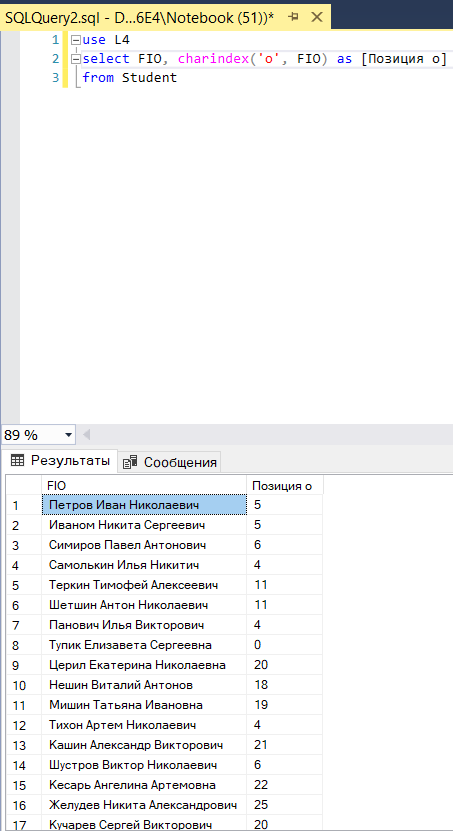 SQLQuery2.sql - D...6E4\Notebook (51))*
1 use L4
2 select FIO, charindex('о', FIO) as [Позиция о]
3 from Student
89 %
Результаты Сообщения
FIO Позиция о
1 Петров Иван Николаевич 5
2 Иваном Никита Сергеевич 5
3 Симиров Павел Антонович 6
4 Самолькин Илья Никитич 4
5 Теркин Тимофей Алексеевич 11
6 Шетшин Антон Николаевич 11
7 Панович Илья Викторович 4
8 Тупик Елизавета Сергеевна 0
9 Церил Екатерина Николаевна 20
10 Нешин Виталий Антонов 18
11 Мишин Татьяна Ивановна 19
12 Тихон Артем Николаевич 4
13 Кашин Александр Викторович 21
14 Шустров Виктор Николаевич 6
15 Кесарь Ангелина Артемовна 22
16 Желудев Никита Александрович 25
17 Кучарев Сергей Викторович 20